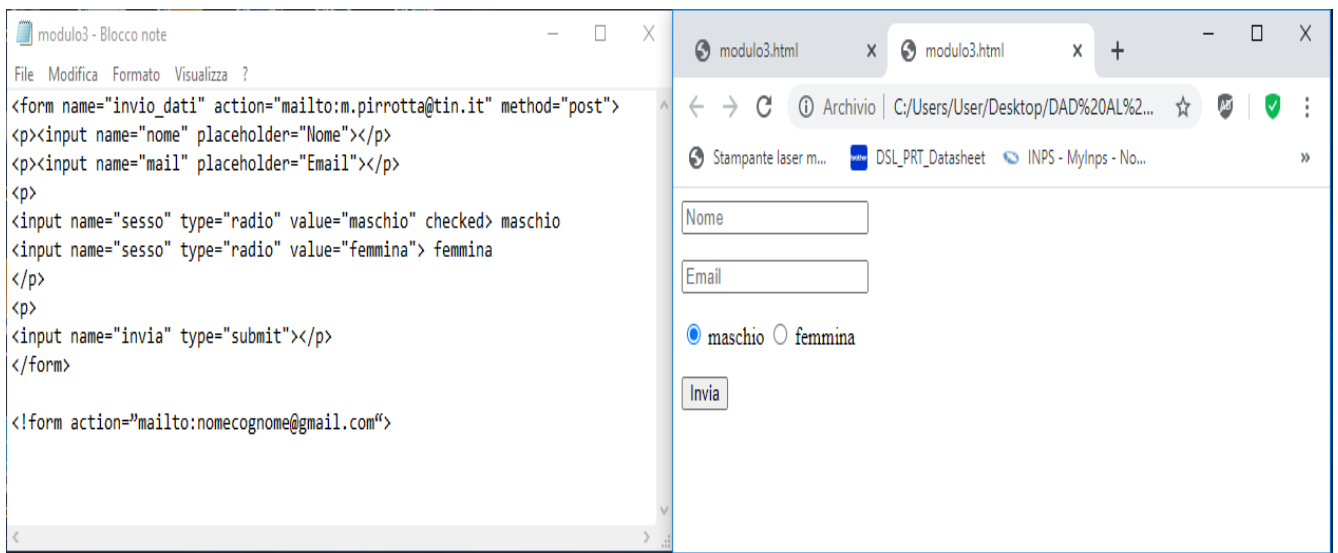 modulo3 - Blocco note
File Modifica Formato Visualizza ?
<form name="invio_dati" action="mailto:m.pirrotta@tin.it" method="post">
<p><input name="nome" placeholder="Nome"></p>
<p><input name="mail" placeholder="Email"></p>
<p>
<input name="sesso" type="radio" value="maschio" checked> maschio
<input name="sesso" type="radio" value="femmina"> femmina
</p>
<p>
<input name="invia" type="submit"></p>
</form>
<!form action=”mailto:nomecognome@gmail.com“>
modulo3.html modulo3.html
Archivio C:/Users/User/Desktop/DAD%20AL%2...
Stampante laser m... brother DSL_PRT_Datasheet INPS - MyInps - No...
Nome
Email
maschio femmina
Invia